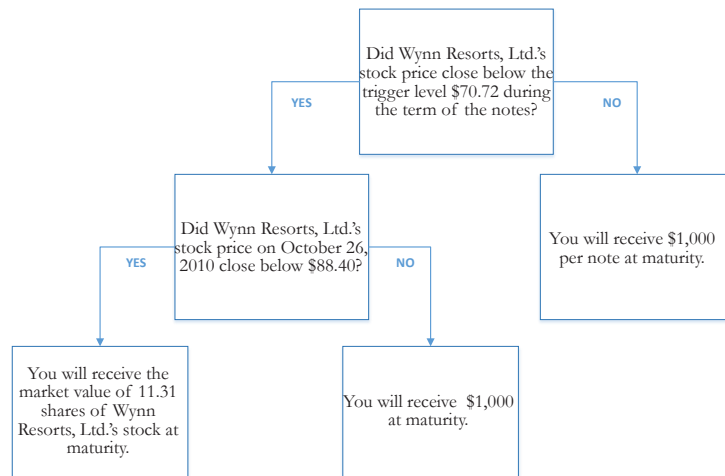 Did Wynn Resorts, Ltd.'s
stock price close below the
trigger level $70.72 during
the term of the notes?
YES
NO
Did Wynn Resorts, Ltd.'s
stock price on October 26,
2010 close below $88.40?
You will receive $1,000
per note at maturity.
YES
NO
You will receive the
market value of 11.31
shares of Wynn
Resorts, Ltd.'s stock at
maturity.
You will receive  $1,000
at maturity.